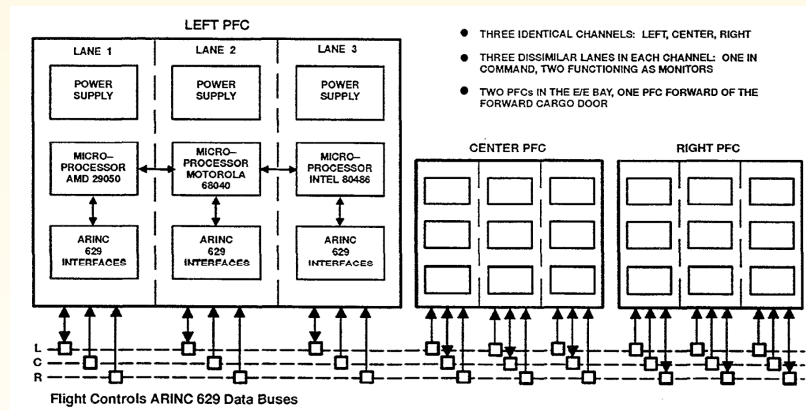 LEFT PFC
LANE 1
LANE 2
LANE 3
POWER
SUPPLY
POWER
SUPPLY
POWER
SUPPLY
MICRO–
PROCESSOR
AMD 29050
MICRO–
PROCESSOR
MOTOROLA
68040
MICRO–
PROCESSOR
INTEL 80486
ARINC
629
INTERFACES
ARINC
629
INTERFACES
ARINC
629
INTERFACES
● THREE IDENTICAL CHANNELS: LEFT, CENTER, RIGHT
● THREE DISSIMILAR LANES IN EACH CHANNEL: ONE IN
COMMAND, TWO FUNCTIONING AS MONITORS
● TWO PFCs IN THE E/E BAY, ONE PFC FORWARD OF THE
FORWARD CARGO DOOR
CENTER PFC
RIGHT PFC
L
C
R
Flight Controls ARINC 629 Data Buses